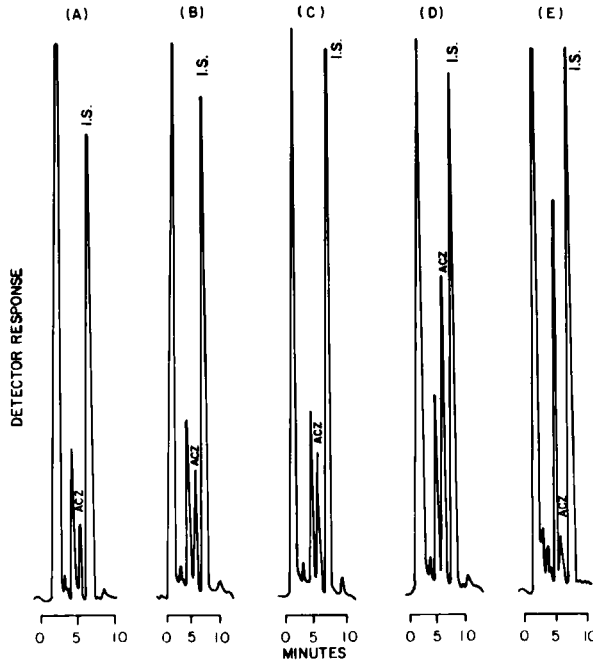 (A)
(B)
(C)
(D)
(E)
I.S.
I.S.
I.S.
I.S.
I.S.
ACZ
ACZ
ACZ
ACZ
ACZ
DETECTOR RESPONSE
0 5 10
0 5 10
0 5 10
0 5 10
0 5 10
MINUTES